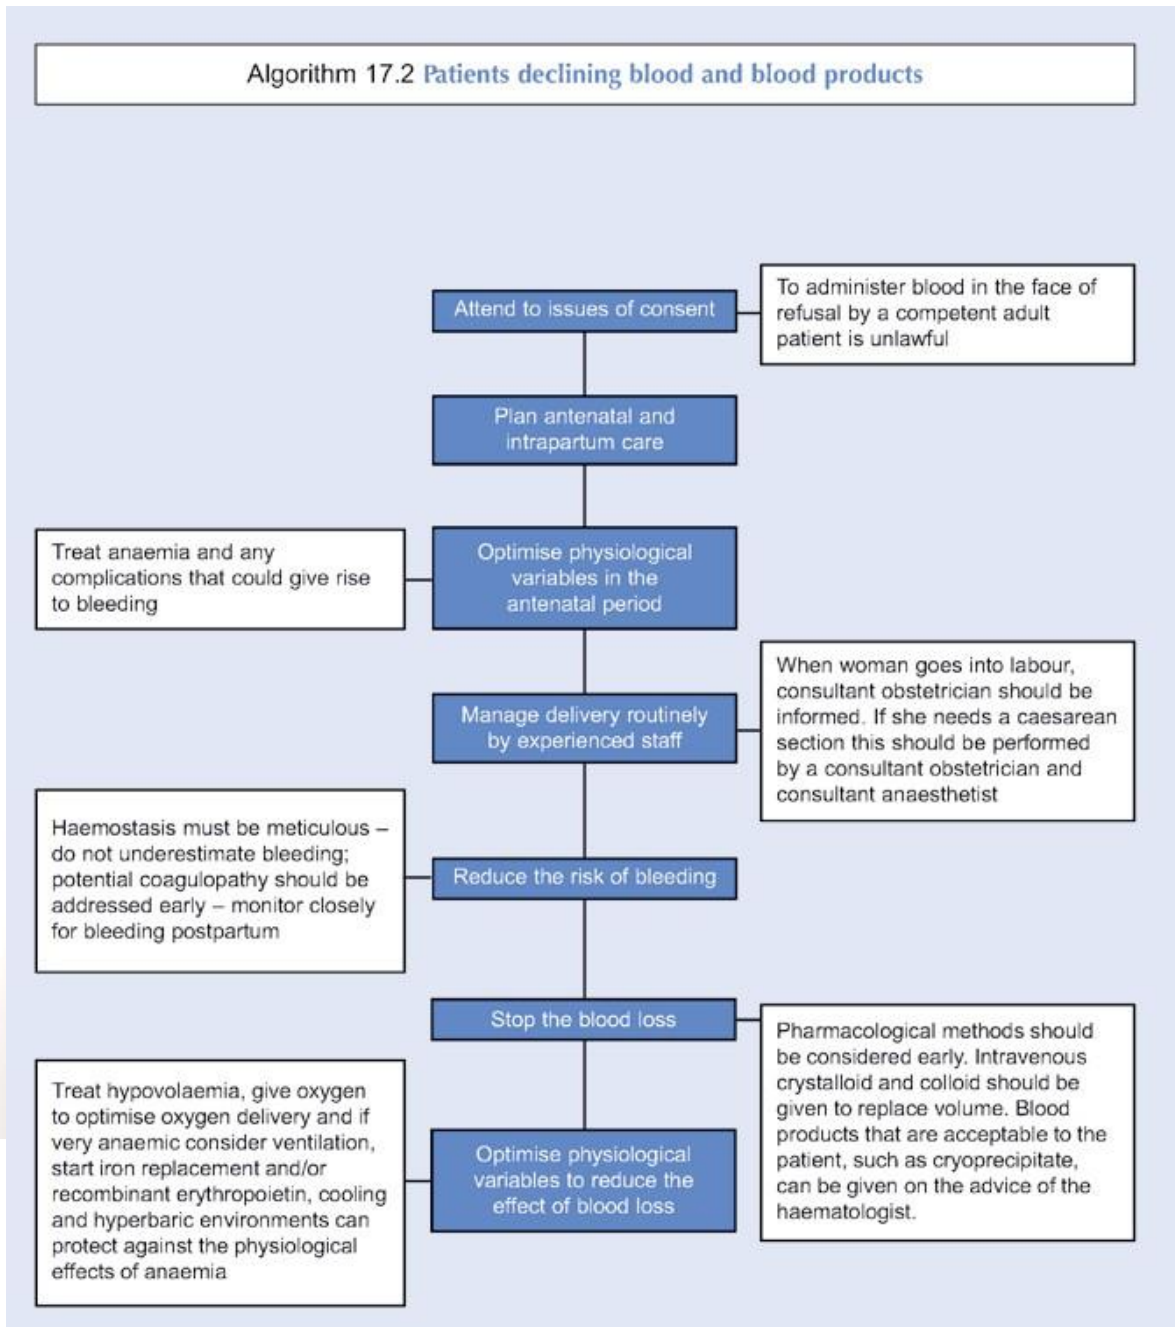 Algorithm 17.2 Patients declining blood and blood products
Attend to issues of consent
To administer blood in the face of
refusal by a competent adult
patient is unlawful
Plan antenatal and
intrapartum care
Treat anaemia and any
complications that could give rise
to bleeding
Optimise physiological
variables in the
antenatal period
Manage delivery routinely
by experienced staff
When woman goes into labour,
consultant obstetrician should be
informed. If she needs a caesarean
section this should be performed
by a consultant obstetrician and
consultant anaesthetist
Haemostasis must be meticulous –
do not underestimate bleeding;
potential coagulopathy should be
addressed early – monitor closely
for bleeding postpartum
Reduce the risk of bleeding
Stop the blood loss
Pharmacological methods should
be considered early. Intravenous
crystalloid and colloid should be
given to replace volume. Blood
products that are acceptable to the
patient, such as cryoprecipitate,
can be given on the advice of the
haematologist.
Treat hypovolaemia, give oxygen
to optimise oxygen delivery and if
very anaemic consider ventilation,
start iron replacement and/or
recombinant erythropoietin, cooling
and hyperbaric environments can
protect against the physiological
effects of anaemia
Optimise physiological
variables to reduce the
effect of blood loss